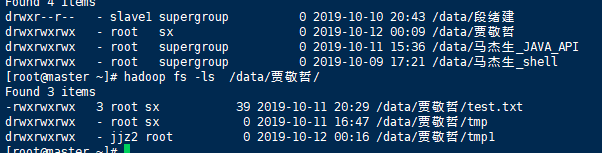 Found 4 items
drwxr--r-- - slave1 supergroup 0 2019-10-10 20:43 /data/段绪建
drwxrwxrwx - root sx 0 2019-10-12 00:09 /data/贾敬哲
drwxrwxrwx - root supergroup 0 2019-10-11 15:36 /data/马杰生_JAVA_API
drwxrwxrwx - root supergroup 0 2019-10-09 17:21 /data/马杰生_shell
[root@master ~]# hadoop fs -ls /data/贾敬哲/
Found 3 items
-rwxrwxrwx 3 root sx 39 2019-10-11 20:29 /data/贾敬哲/test.txt
drwxrwxrwx - root sx 0 2019-10-11 16:47 /data/贾敬哲/tmp
drwxrwxrwx - jjz2 root 0 2019-10-12 00:16 /data/贾敬哲/tmp1
[root@master ~]#